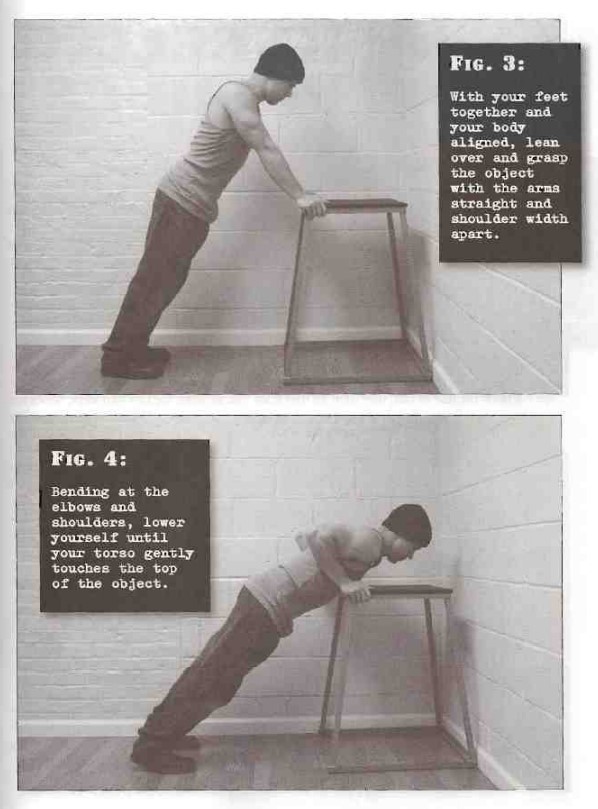 FIG. 3:
With your feet
together and
your body
aligned, lean
over and grasp
the object
with the arms
straight and
shoulder width
apart.
FIG. 4:
Bending at the
elbows and
shoulders, lower
yourself until
your torso gently
touches the top
of the object.